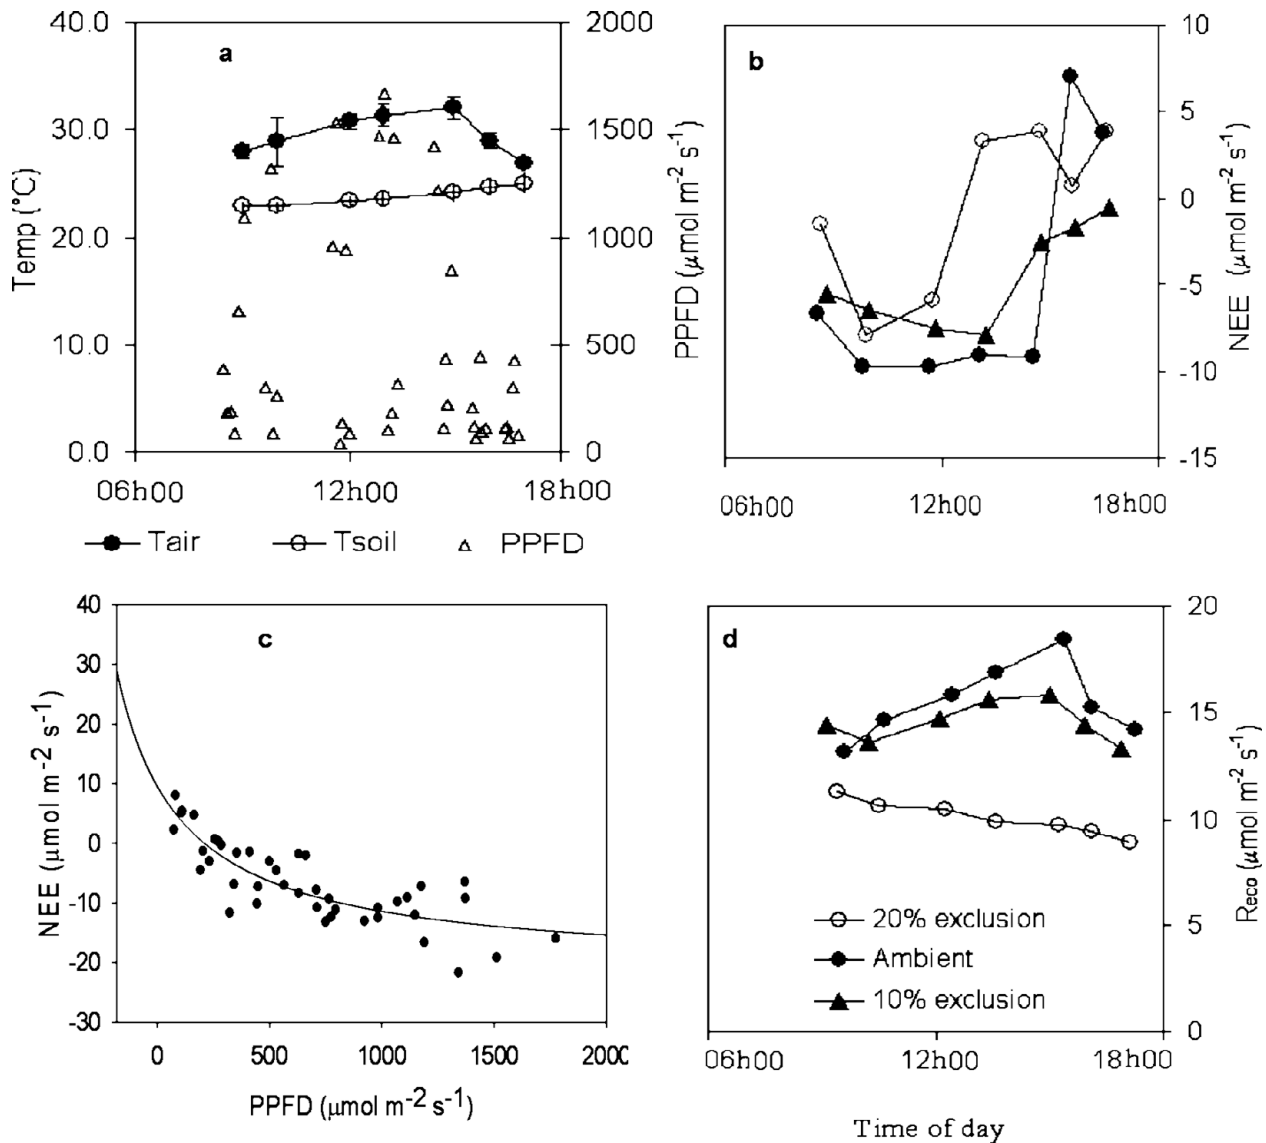 a
40.0
30.0
20.0
10.0
0.0
Temp (°C)
2000
1500
1000
500
0
PPFD (μmol m-2 s-1)
06h00
12h00
18h00
Tair
Tsoil
PPFD
b
10
5
0
-5
-10
-15
NEE (μmol m-2 s-1)
06h00
12h00
18h00
c
40
30
20
10
0
-10
-20
-30
NEE (μmol m-2 s-1)
0
500
1000
1500
2000
PPFD (μmol m-2 s-1)
d
20
15
10
5
0
Reco (μmol m-2 s-1)
20% exclusion
Ambient
10% exclusion
06h00
12h00
18h00
Time of day